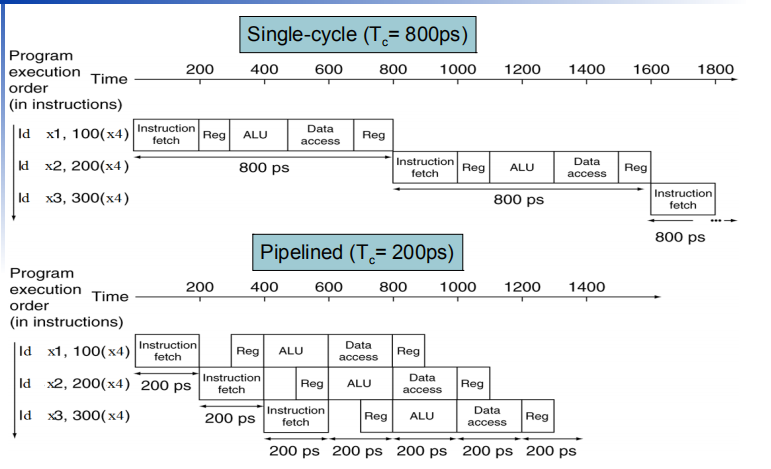 Single-cycle (Tc= 800ps)
Program
execution
order
(in instructions)
Time
200 400 600 800 1000 1200 1400 1600 1800
ld x1, 100(x4)
Instruction fetch Reg ALU Data access Reg
800 ps
ld x2, 200(x4)
Instruction fetch Reg ALU Data access Reg
800 ps
ld x3, 300(x4)
Instruction fetch
...
800 ps
Pipelined (Tc= 200ps)
Program
execution
order
(in instructions)
Time
200 400 600 800 1000 1200 1400
ld x1, 100(x4)
Instruction fetch Reg ALU Data access Reg
200 ps
ld x2, 200(x4)
Instruction fetch Reg ALU Data access Reg
200 ps
ld x3, 300(x4)
Instruction fetch Reg ALU Data access Reg
200 ps 200 ps 200 ps 200 ps 200 ps